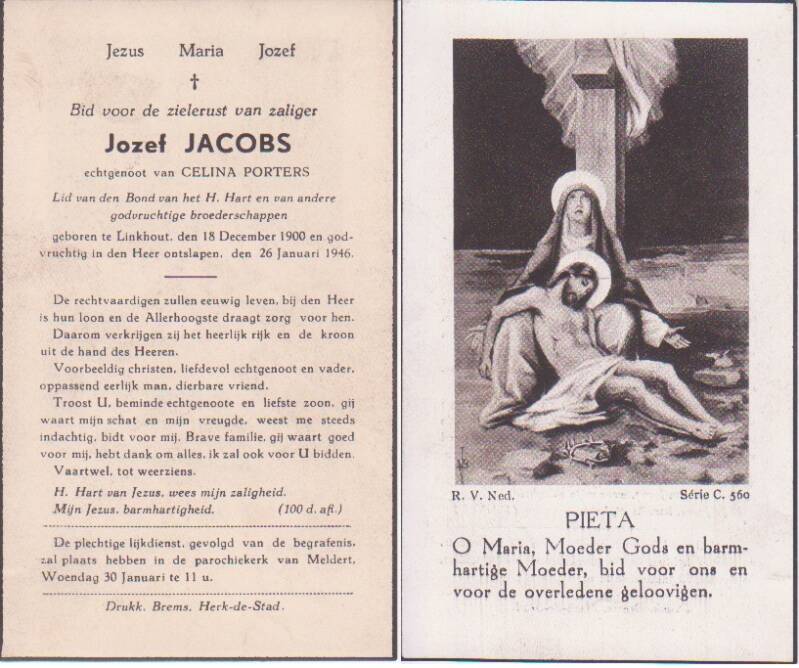 Jezus Maria Jozef
†
Bid voor de zielerust van zaliger
Jozef JACOBS
echtgenoot van CELINA PORTERS
Lid van den Bond van het H. Hart en van andere
godvruchtige broederschappen
geboren te Linkhout, den 18 December 1900 en god-
vruchtig in den Heer ontslapen, den 26 Januari 1946.
De rechtvaardigen zullen eeuwig leven, bij den Heer
is hun loon en de Allerhoogste draagt zorg voor hen.
Daarom verkrijgen zij het heerlijk rijk en de kroon
uit de hand des Heeren.
Voorbeeldig christen, liefdevol echtgenoot en vader,
oppassend eerlijk man, dierbare vriend.
Troost U, beminde echtgenoote en liefste zoon, gij
waart mijn schat en mijn vreugde, weest me steeds
indachtig, bidt voor mij. Brave familie, gij waart goed
voor mij, hebt dank om alles, ik zal ook voor U bidden.
Vaartwel, tot weerziens.
H. Hart van Jezus, wees mijn zaligheid.
Mijn Jezus, barmhartigheid. (100 d. afl.)
De plechtige lijkdienst, gevolgd van de begrafenis,
zal plaats hebben in de parochiekerk van Meldert,
Woendag 30 Januari te 11 u.
Drukk. Brems, Herk-de-Stad.
R. V. Ned. Série C. 560
PIETA
O Maria, Moeder Gods en barm-
hartige Moeder, bid voor ons en
voor de overledene geloovigen.